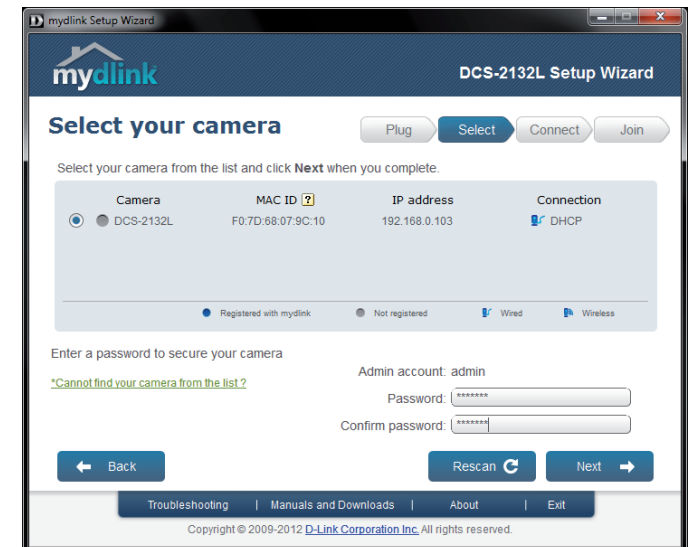 mydlink Setup Wizard
mydlink
DCS-2132L Setup Wizard
Select your camera
Plug Select Connect Join
Select your camera from the list and click Next when you complete.
Camera MAC ID ? IP address Connection
DCS-2132L F0:7D:68:07:9C:10 192.168.0.103 DHCP
Registered with mydlink Not registered Wired Wireless
Enter a password to secure your camera
*Cannot find your camera from the list ?
Admin account: admin
Password: *******
Confirm password: *******
Back Rescan Next
Troubleshooting | Manuals and Downloads | About | Exit
Copyright © 2009-2012 D-Link Corporation Inc. All rights reserved.